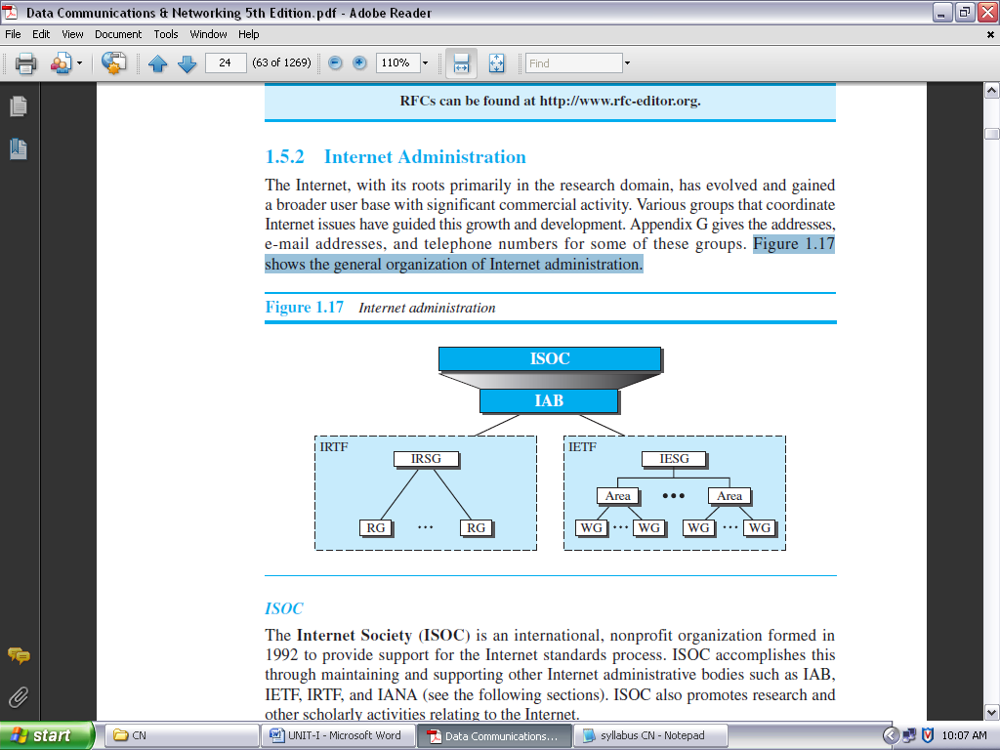 Data Communications & Networking 5th Edition.pdf - Adobe Reader
File Edit View Document Tools Window Help
24 (63 of 1269) 110% Find
RFCs can be found at http://www.rfc-editor.org.
1.5.2 Internet Administration
The Internet, with its roots primarily in the research domain, has evolved and gained
a broader user base with significant commercial activity. Various groups that coordinate
Internet issues have guided this growth and development. Appendix G gives the addresses,
e-mail addresses, and telephone numbers for some of these groups. Figure 1.17
shows the general organization of Internet administration.
Figure 1.17 Internet administration
ISOC
IAB
IRTF
IRSG
RG ... RG
IETF
IESG
Area ... Area
WG ... WG WG ... WG
ISOC
The Internet Society (ISOC) is an international, nonprofit organization formed in
1992 to provide support for the Internet standards process. ISOC accomplishes this
through maintaining and supporting other Internet administrative bodies such as IAB,
IETF, IRTF, and IANA (see the following sections). ISOC also promotes research and
other scholarly activities relating to the Internet.
start CN UNIT-I - Microsoft Word Data Communications... syllabus CN - Notepad 10:07 AM